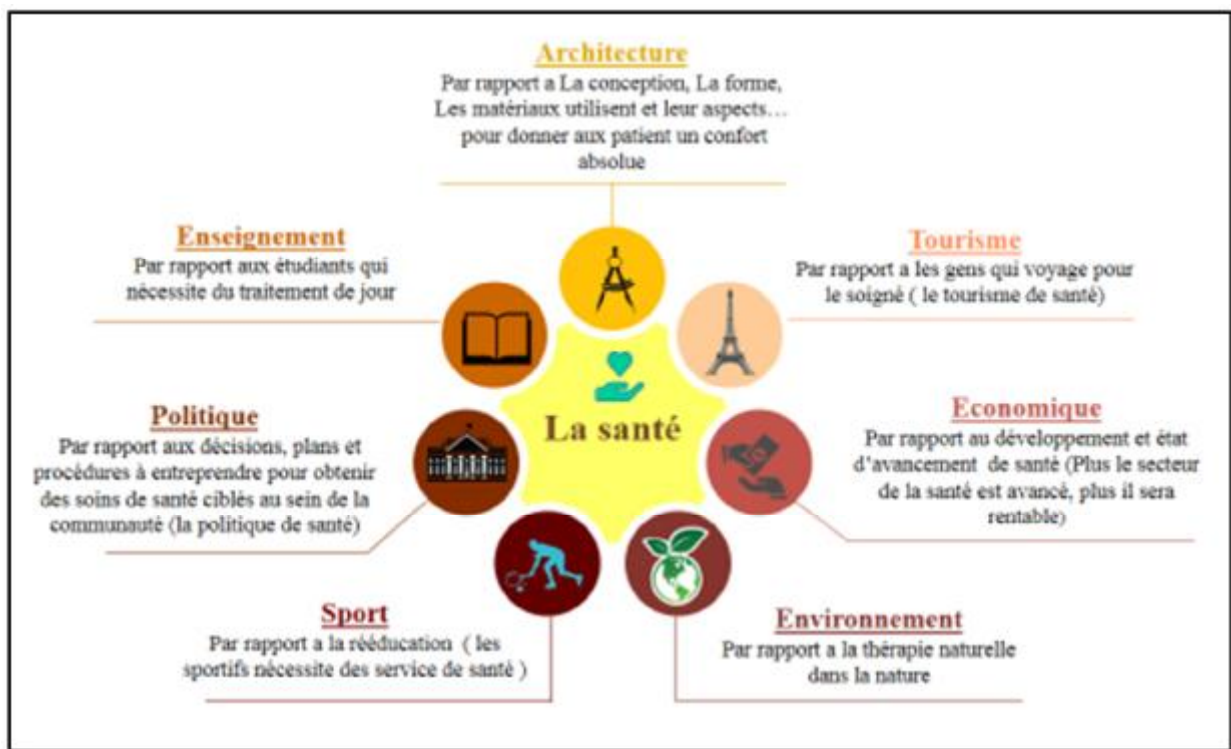 Architecture
Par rapport a La conception, La forme,
Les matériaux utilisent et leur aspects…
pour donner aux patient un confort
absolue
Enseignement
Par rapport aux étudiants qui
nécessite du traitement de jour
Tourisme
Par rapport a les gens qui voyage pour
le soigné ( le tourisme de santé)
La santé
Politique
Par rapport aux décisions, plans et
procédures à entreprendre pour obtenir
des soins de santé ciblés au sein de la
communauté (la politique de santé)
Economique
Par rapport au développement et état
d’avancement de santé (Plus le secteur
de la santé est avancé, plus il sera
rentable)
Sport
Par rapport a la rééducation ( les
sportifs nécessite des service de santé )
Environnement
Par rapport a la thérapie naturelle
dans la nature